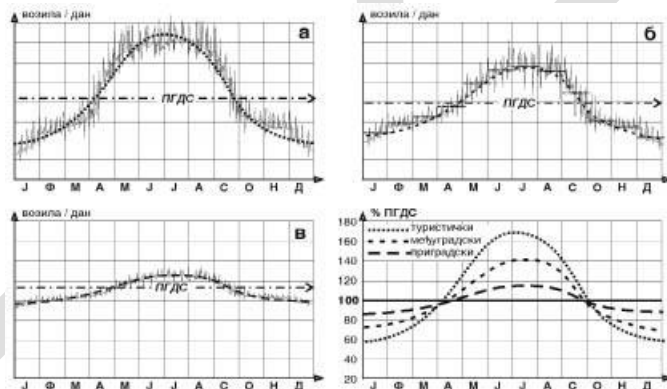 возила / дан
а
ПГДС
Ј Ф М А М Ј Ј А С О Н Д
возила / дан
б
ПГДС
Ј Ф М А М Ј Ј А С О Н Д
возила / дан
в
ПГДС
Ј Ф М А М Ј Ј А С О Н Д
% ПГДС
180
160
140
120
100
80
60
40
20
туристички
међуградски
приградски
Ј Ф М А М Ј Ј А С О Н Д